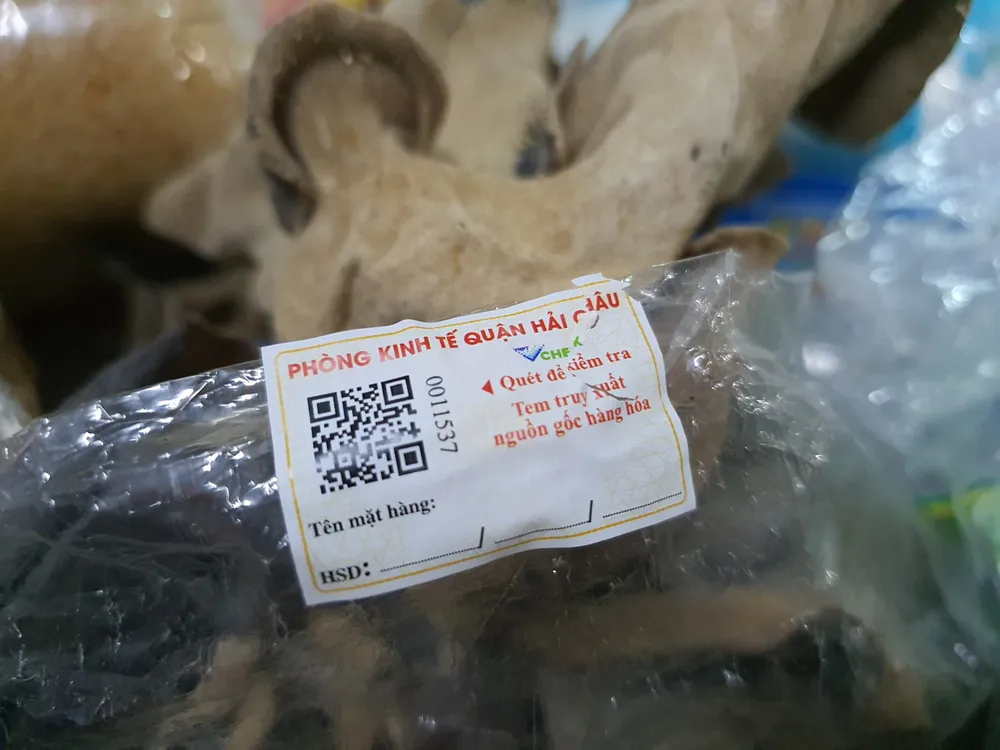 PHÒNG KINH TẾ QUẬN HẢI CHÂU
0011537
◀ Quét để kiểm tra
Tem truy xuất
nguồn gốc hàng hóa
Tên mặt hàng:
HSD: / /